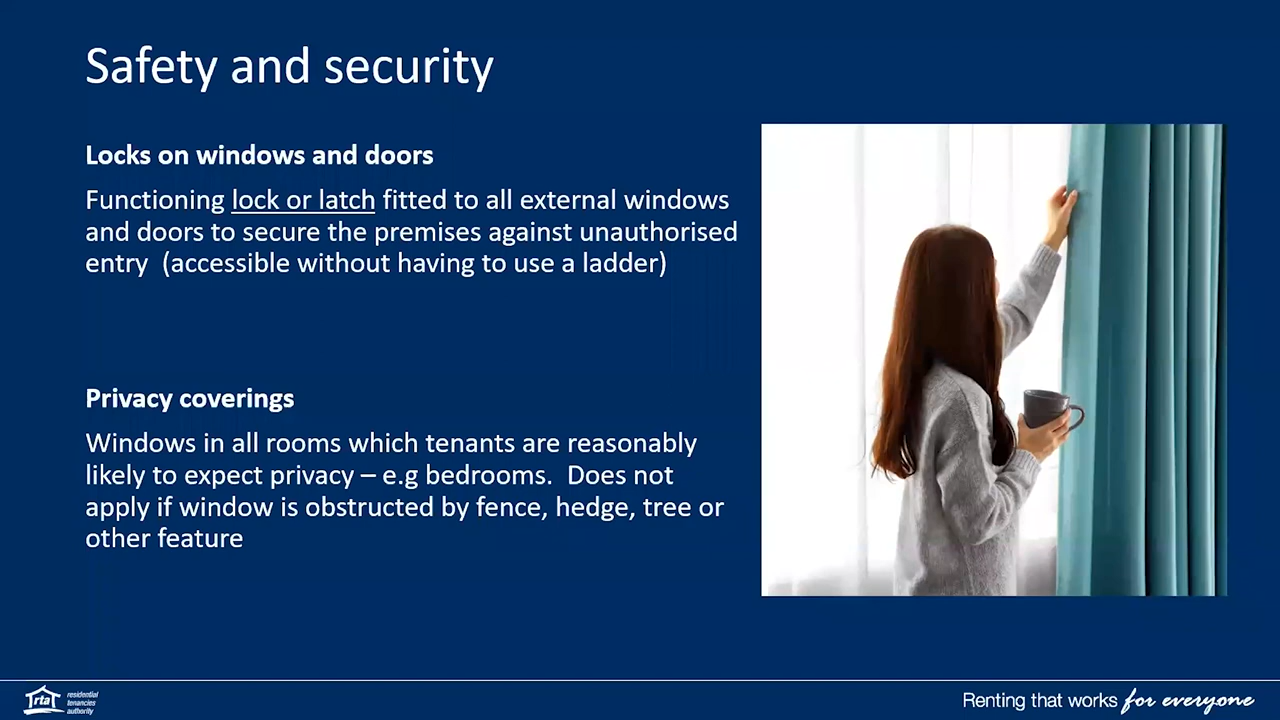 Safety and security
Locks on windows and doors
Functioning lock or latch fitted to all external windows
and doors to secure the premises against unauthorised
entry  (accessible without having to use a ladder)
Privacy coverings
Windows in all rooms which tenants are reasonably
likely to expect privacy – e.g bedrooms.  Does not
apply if window is obstructed by fence, hedge, tree or
other feature
rta
residential
tenancies
authority
Renting that works for everyone